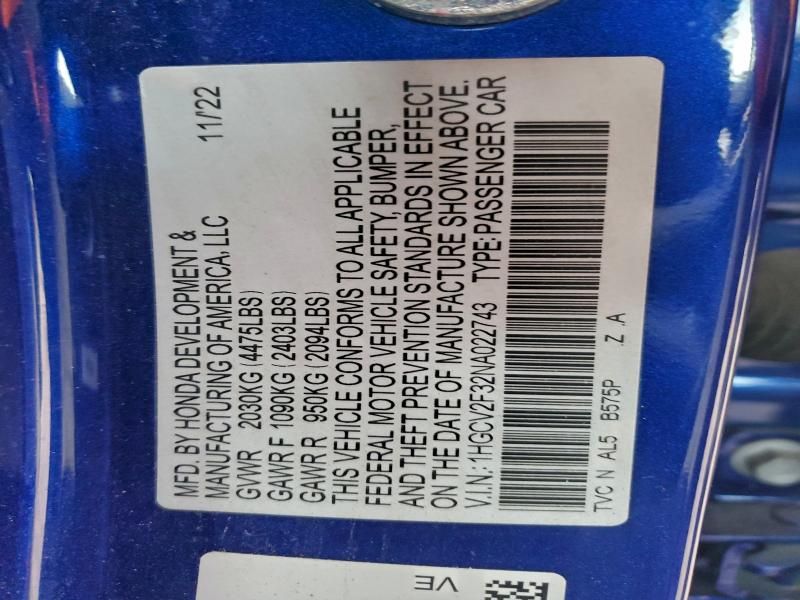 MFD. BY HONDA DEVELOPMENT &
MANUFACTURING OF AMERICA, LLC 11/22
GVWR 2030KG (4475LBS)
GAWR F 1090KG (2403LBS)
GAWR R 950KG (2094LBS)
THIS VEHICLE CONFORMS TO ALL APPLICABLE
FEDERAL MOTOR VEHICLE SAFETY, BUMPER,
AND THEFT PREVENTION STANDARDS IN EFFECT
ON THE DATE OF MANUFACTURE SHOWN ABOVE.
V.I.N.: 1HGCV2F32NA022743 TYPE: PASSENGER CAR
TVC N AL5 B575P .Z .A
VE